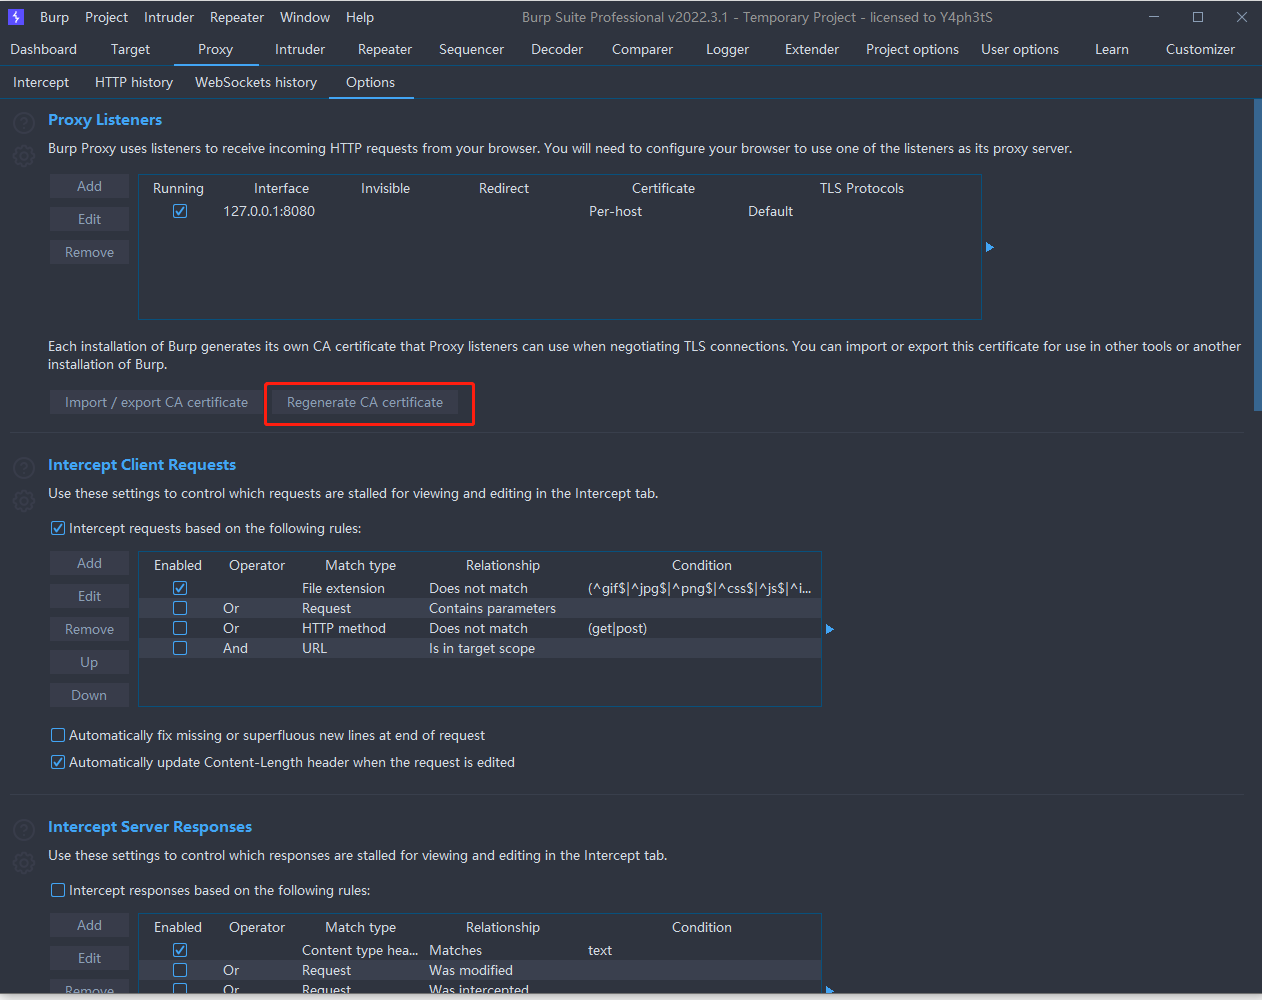 Burp Project Intruder Repeater Window Help Burp Suite Professional v2022.3.1 - Temporary Project - licensed to Y4ph3tS
Dashboard Target Proxy Intruder Repeater Sequencer Decoder Comparer Logger Extender Project options User options Learn Customizer
Intercept HTTP history WebSockets history Options
Proxy Listeners
Burp Proxy uses listeners to receive incoming HTTP requests from your browser. You will need to configure your browser to use one of the listeners as its proxy server.
Add Running Interface Invisible Redirect Certificate TLS Protocols
127.0.0.1:8080 Per-host Default
Edit
Remove
Each installation of Burp generates its own CA certificate that Proxy listeners can use when negotiating TLS connections. You can import or export this certificate for use in other tools or another
installation of Burp.
Import / export CA certificate Regenerate CA certificate
Intercept Client Requests
Use these settings to control which requests are stalled for viewing and editing in the Intercept tab.
Intercept requests based on the following rules:
Add Enabled Operator Match type Relationship Condition
File extension Does not match (^gif$|^jpg$|^png$|^css$|^js$|^i...
Edit
Or Request Contains parameters
Remove Or HTTP method Does not match (get|post)
And URL Is in target scope
Up
Down
Automatically fix missing or superfluous new lines at end of request
Automatically update Content-Length header when the request is edited
Intercept Server Responses
Use these settings to control which responses are stalled for viewing and editing in the Intercept tab.
Intercept responses based on the following rules:
Add Enabled Operator Match type Relationship Condition
Content type hea... Matches text
Edit
Or Request Was modified
Remove Or Request Was intercepted